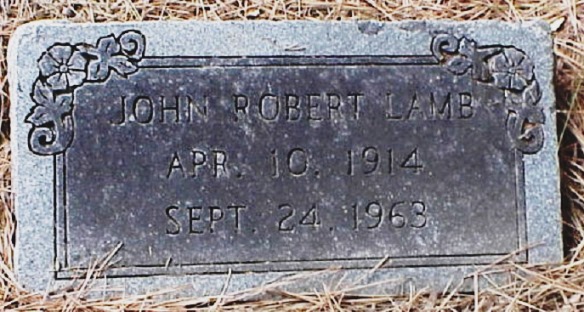 JOHN ROBERT LAMB
APR. 10, 1914
SEPT. 24, 1963